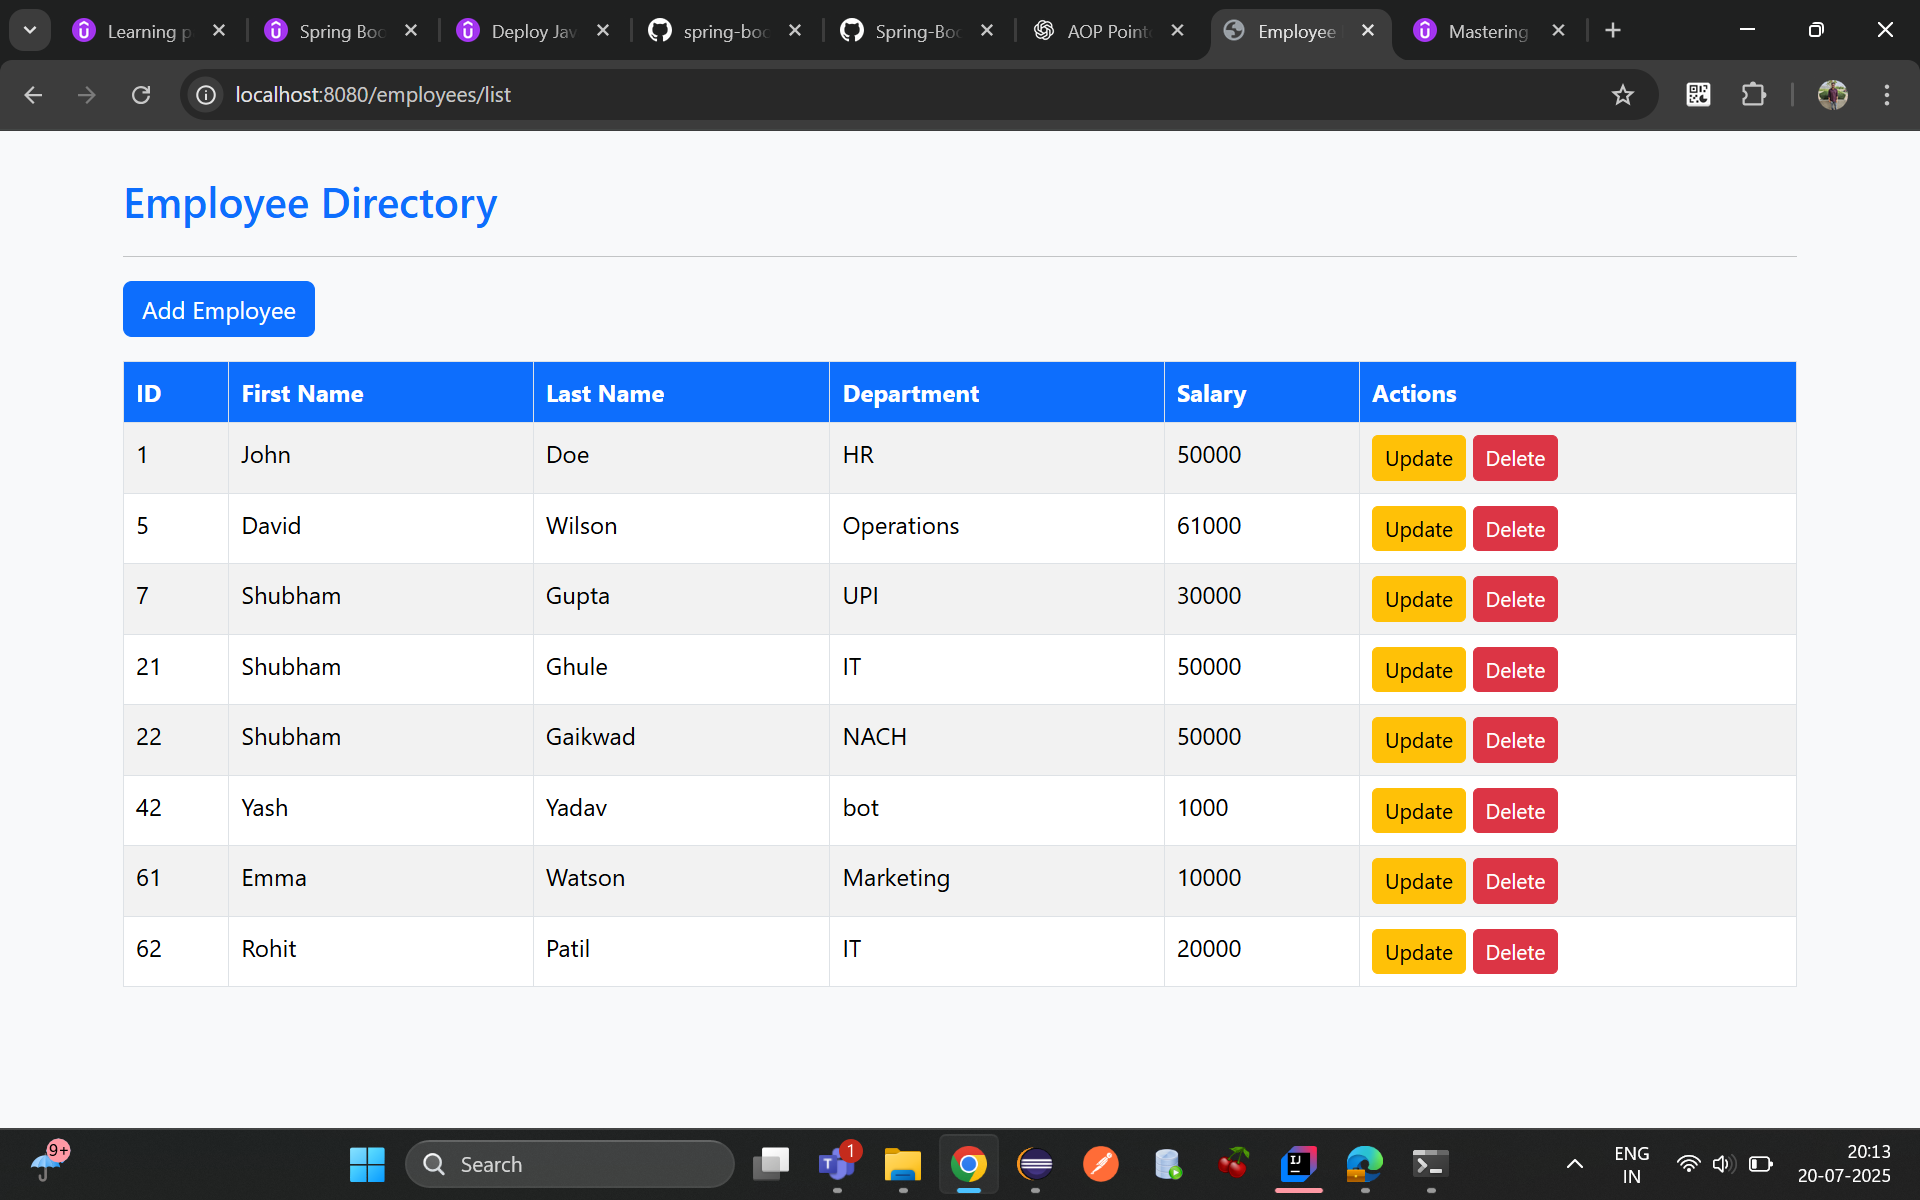 Learning p Spring Boo Deploy Jav spring-boo Spring-Boo AOP Point Employee Mastering
localhost:8080/employees/list
Employee Directory
Add Employee
ID First Name Last Name Department Salary Actions
1 John Doe HR 50000 Update Delete
5 David Wilson Operations 61000 Update Delete
7 Shubham Gupta UPI 30000 Update Delete
21 Shubham Ghule IT 50000 Update Delete
22 Shubham Gaikwad NACH 50000 Update Delete
42 Yash Yadav bot 1000 Update Delete
61 Emma Watson Marketing 10000 Update Delete
62 Rohit Patil IT 20000 Update Delete
9+ Search 1 ENG 20:13
IN 20-07-2025